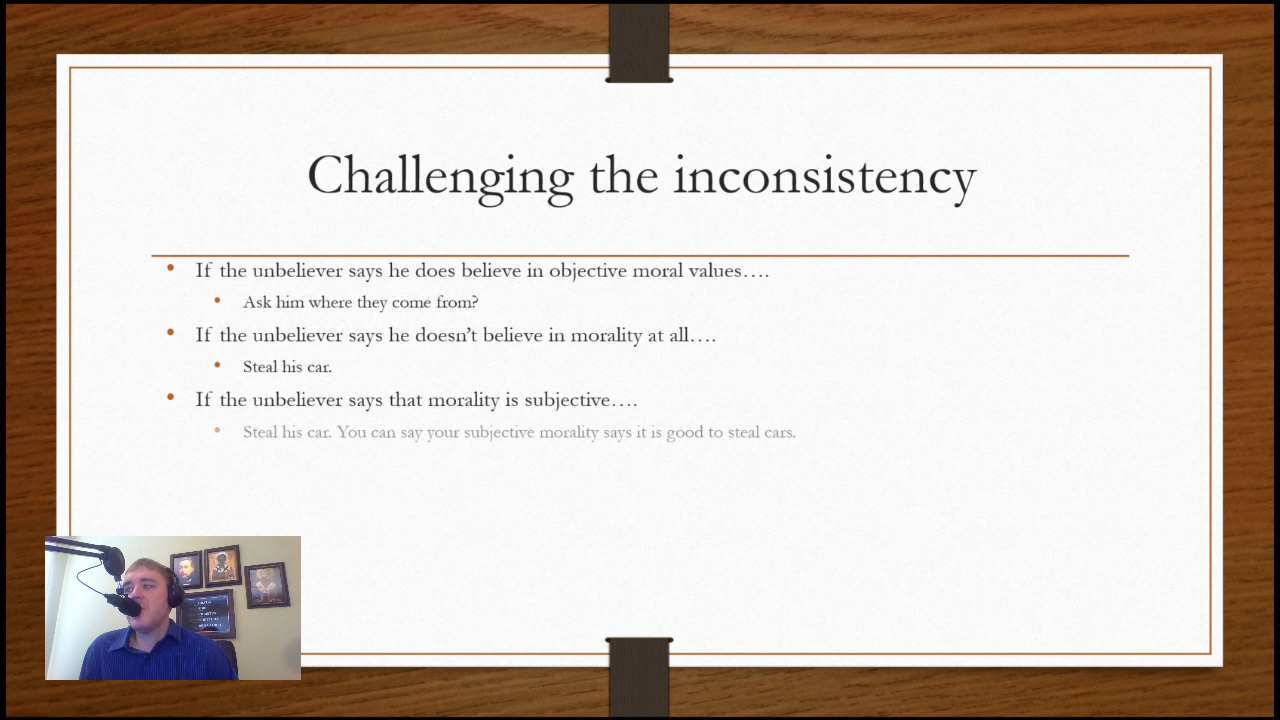 Challenging the inconsistency
If the unbeliever says he does believe in objective moral values….
Ask him where they come from?
If the unbeliever says he doesn’t believe in morality at all….
Steal his car.
If the unbeliever says that morality is subjective….
Steal his car. You can say your subjective morality says it is good to steal cars.